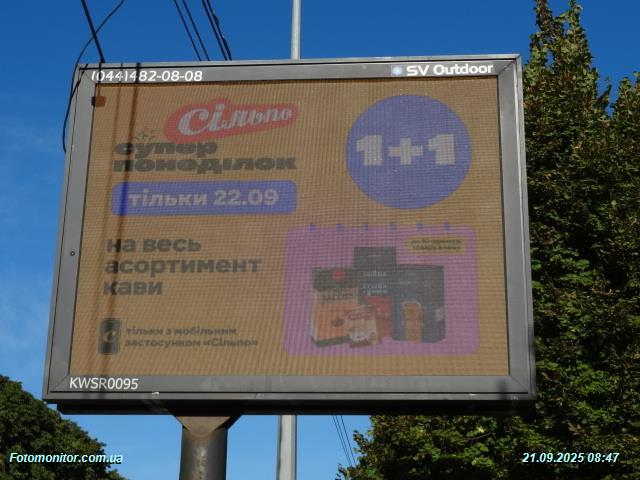 (044)482-08-08
SV Outdoor
Сільпо
супер
понеділок
1+1
тільки 22.09
на весь
асортимент
кави
тільки з мобільним
застосунком «Сільпо»
KWSR0095
Fotomonitor.com.ua
21.09.2025 08:47